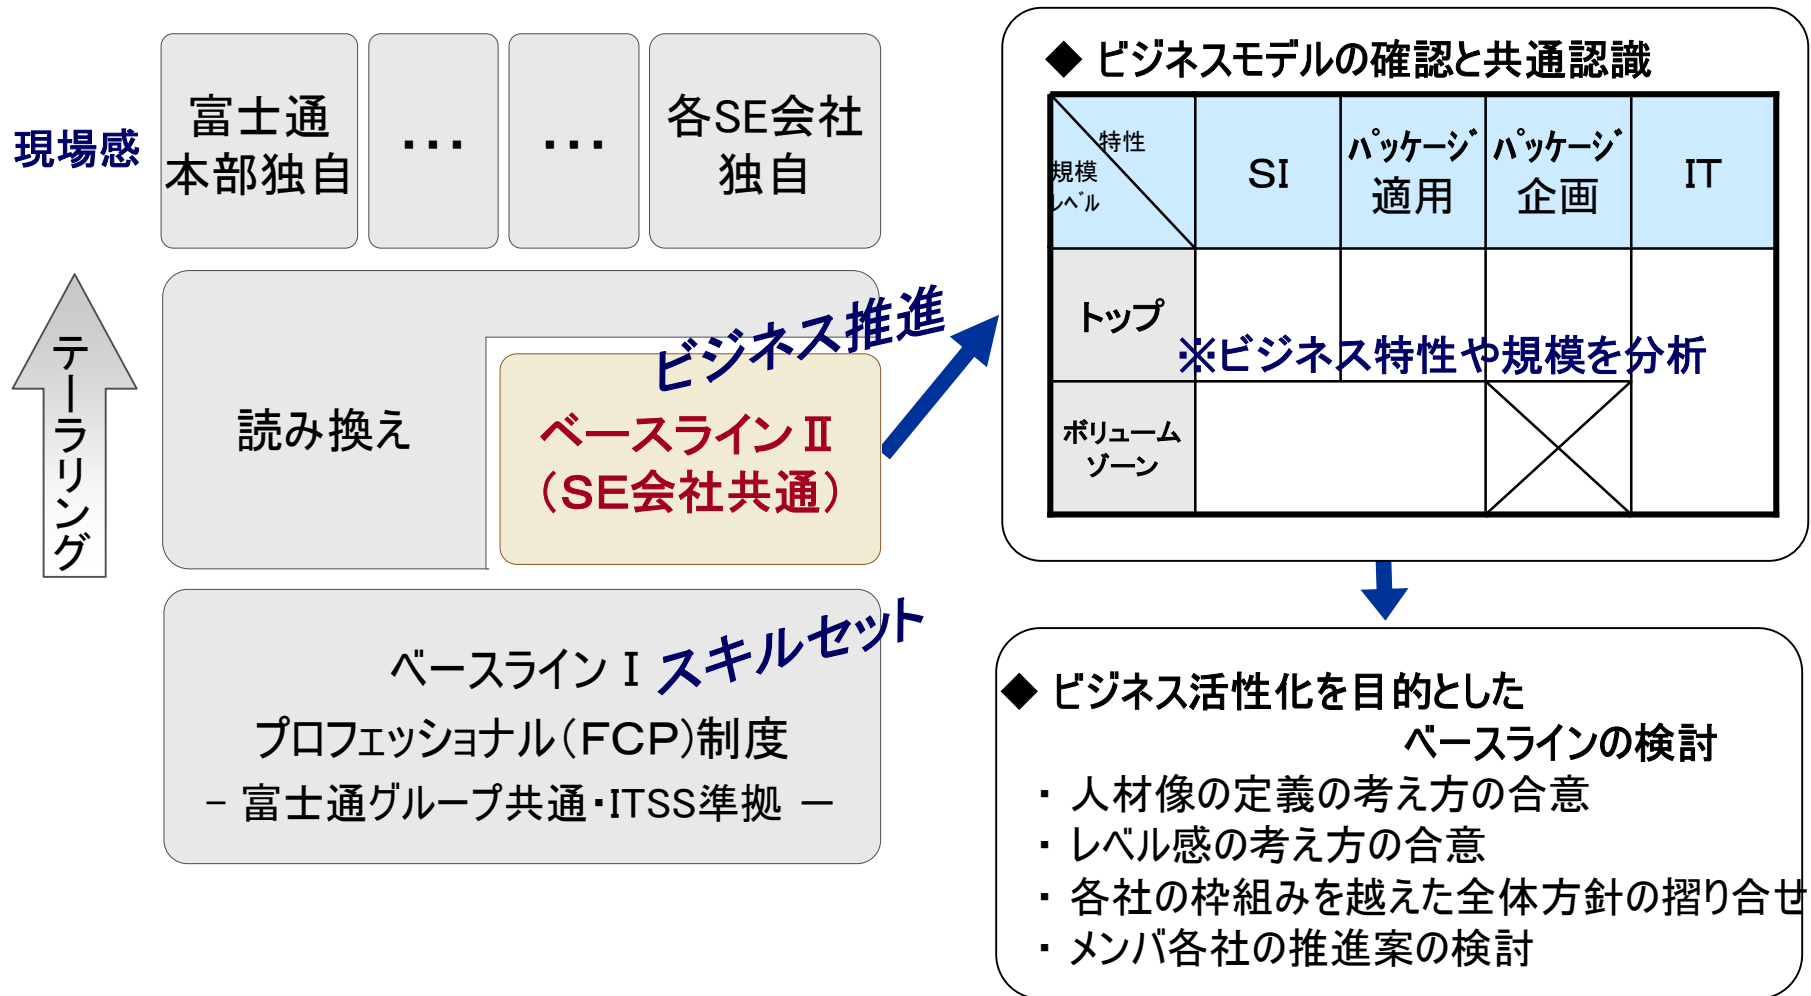 現場感
富士通
本部独自
・・・
・・・
各SE会社
独自
テーラリング
読み換え
ビジネス推進
ベースラインⅡ
（SE会社共通）
ベースラインⅠ
スキルセット
プロフェッショナル（FCP）制度
－ 富士通グループ共通・ITSS準拠 －
◆ ビジネスモデルの確認と共通認識
特性
規模
レベル
SI
パッケージ
適用
パッケージ
企画
IT
トップ
※ビジネス特性や規模を分析
ボリューム
ゾーン
◆ ビジネス活性化を目的とした
ベースラインの検討
・ 人材像の定義の考え方の合意
・ レベル感の考え方の合意
・ 各社の枠組みを越えた全体方針の摺り合せ
・ メンバ各社の推進案の検討